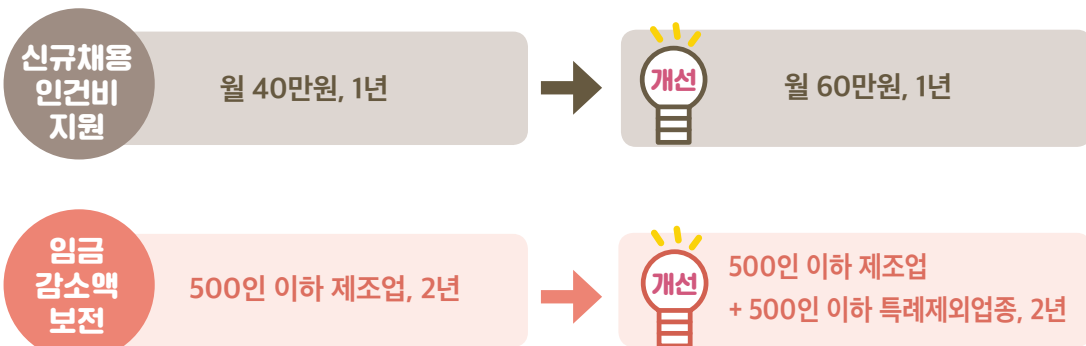 신규채용
인건비
지원
월 40만원, 1년
개선
월 60만원, 1년
임금
감소액
보전
500인 이하 제조업, 2년
개선
500인 이하 제조업
+ 500인 이하 특례제외업종, 2년